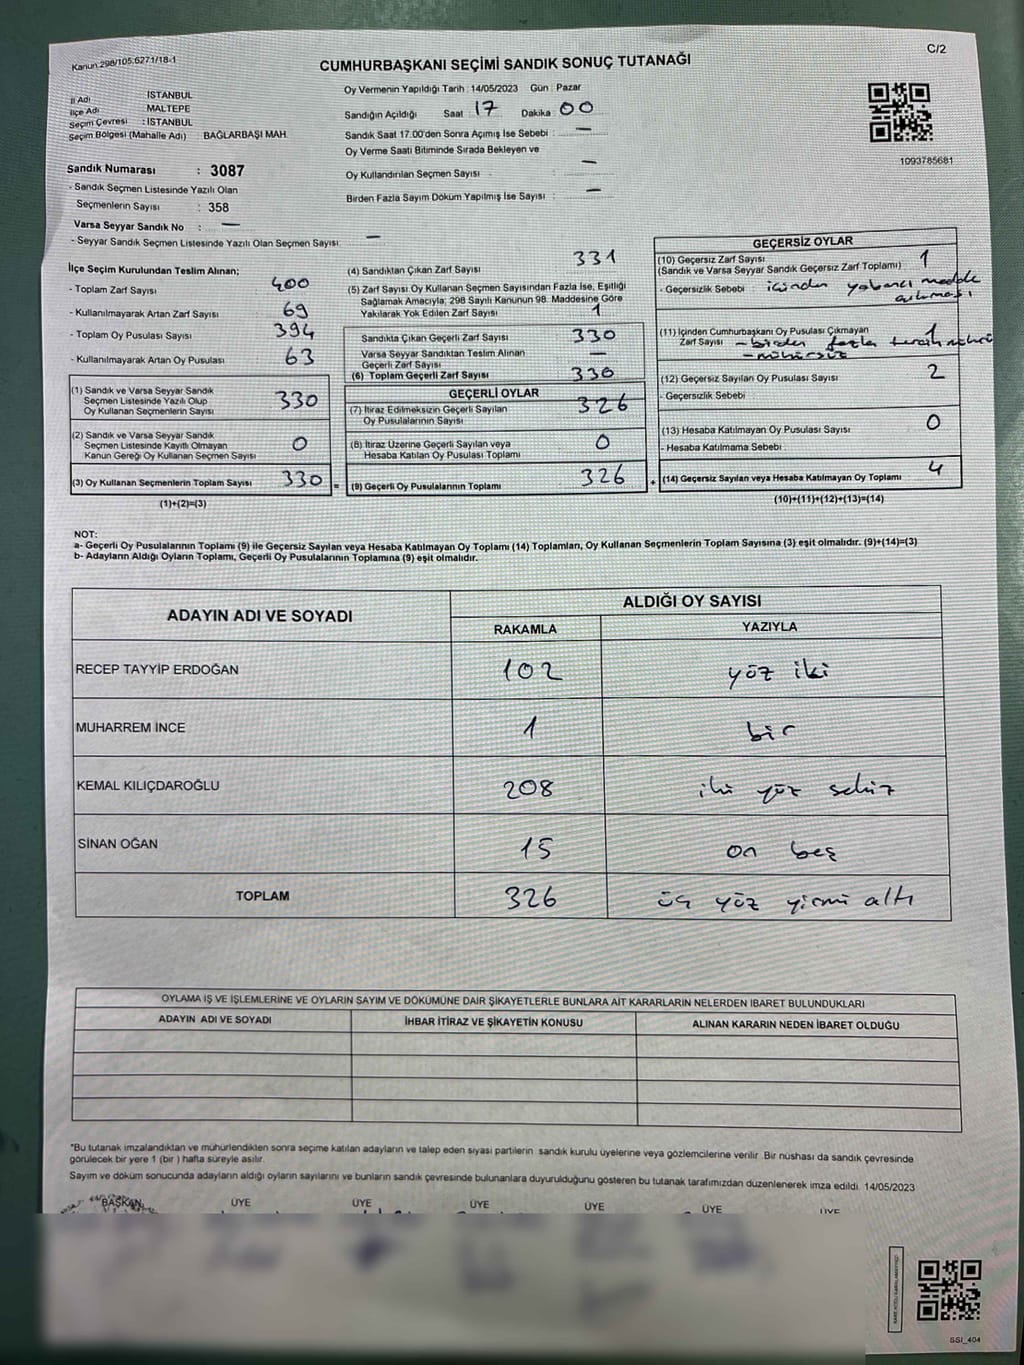 C/2
Kanun:298/105:6271/18-1
CUMHURBAŞKANI SEÇİMİ SANDIK SONUÇ TUTANAĞI
İl Adı İSTANBUL
İlçe Adı MALTEPE
Seçim Çevresi : İSTANBUL
Seçim Bölgesi (Mahalle Adı) BAĞLARBAŞI MAH.
Oy Vermenin Yapıldığı Tarih : 14/05/2023 Gün : Pazar
Sandığın Açıldığı Saat 17 Dakika 00
Sandık Saat 17.00'den Sonra Açımış İse Sebebi : —
Oy Verme Saati Bitiminde Sırada Bekleyen ve
Oy Kullandırılan Seçmen Sayısı : —
Birden Fazla Sayım Döküm Yapılmış İse Sayısı : —
1093785681
Sandık Numarası : 3087
- Sandık Seçmen Listesinde Yazılı Olan
Seçmenlerin Sayısı : 358
Varsa Seyyar Sandık No : —
- Seyyar Sandık Seçmen Listesinde Yazılı Olan Seçmen Sayısı: —
İlçe Seçim Kurulundan Teslim Alınan;
- Toplam Zarf Sayısı 400
- Kullanılmayarak Artan Zarf Sayısı 69
- Toplam Oy Pusulası Sayısı 394
- Kullanılmayarak Artan Oy Pusulası 63
(1) Sandık ve Varsa Seyyar Sandık
Seçmen Listesinde Yazılı Olup
Oy Kullanan Seçmenlerin Sayısı 330
(2) Sandık ve Varsa Seyyar Sandık
Seçmen Listesinde Kayıtlı Olmayan
Kanun Gereği Oy Kullanan Seçmen Sayısı 0
(3) Oy Kullanan Seçmenlerin Toplam Sayısı 330 =
(1)+(2)=(3)
(4) Sandıktan Çıkan Zarf Sayısı 331
(5) Zarf Sayısı Oy Kullanan Seçmen Sayısından Fazla İse, Eşitliği
Sağlamak Amacıyla; 298 Sayılı Kanunun 98. Maddesine Göre
Yakılarak Yok Edilen Zarf Sayısı 1
Sandıkta Çıkan Geçerli Zarf Sayısı 330
Varsa Seyyar Sandıktan Teslim Alınan
Geçerli Zarf Sayısı —
(6) Toplam Geçerli Zarf Sayısı 330
GEÇERLİ OYLAR
(7) İtiraz Edilmeksizin Geçerli Sayılan
Oy Pusulalarının Sayısı 326
(8) İtiraz Üzerine Geçerli Sayılan veya
Hesaba Katılan Oy Pusulası Toplamı 0
(9) Geçerli Oy Pusulalarının Toplamı 326 +
GEÇERSİZ OYLAR
(10) Geçersiz Zarf Sayısı 1
(Sandık ve Varsa Seyyar Sandık Geçersiz Zarf Toplamı)
- Geçersizlik Sebebi : içinden yabancı madde
çıkması
(11) İçinden Cumhurbaşkanı Oy Pusulası Çıkmayan 1
Zarf Sayısı - birden fazla tercih mührü
- mühürsüz
(12) Geçersiz Sayılan Oy Pusulası Sayısı 2
- Geçersizlik Sebebi
(13) Hesaba Katılmayan Oy Pusulası Sayısı 0
- Hesaba Katılmama Sebebi
(14) Geçersiz Sayılan veya Hesaba Katılmayan Oy Toplamı 4
(10)+(11)+(12)+(13)=(14)
NOT:
a- Geçerli Oy Pusulalarının Toplamı (9) ile Geçersiz Sayılan veya Hesaba Katılmayan Oy Toplamı (14) Toplamları, Oy Kullanan Seçmenlerin Toplam Sayısına (3) eşit olmalıdır. (9)+(14)=(3)
b- Adayların Aldığı Oyların Toplamı, Geçerli Oy Pusulalarının Toplamına (9) eşit olmalıdır.
ADAYIN ADI VE SOYADI ALDIĞI OY SAYISI
RAKAMLA YAZIYLA
RECEP TAYYİP ERDOĞAN 102 yüz iki
MUHARREM İNCE 1 bir
KEMAL KILIÇDAROĞLU 208 iki yüz sekiz
SİNAN OĞAN 15 on beş
TOPLAM 326 üç yüz yirmi altı
OYLAMA İŞ VE İŞLEMLERİNE VE OYLARIN SAYIM VE DÖKÜMÜNE DAİR ŞİKAYETLERLE BUNLARA AİT KARARLARIN NELERDEN İBARET BULUNDUKLARI
ADAYIN ADI VE SOYADI İHBAR İTİRAZ VE ŞİKAYETİN KONUSU ALINAN KARARIN NEDEN İBARET OLDUĞU
*Bu tutanak imzalandıktan ve mühürlendikten sonra seçime katılan adayların ve talep eden siyasi partilerin sandık kurulu üyelerine veya gözlemcilerine verilir. Bir nüshası da sandık çevresinde
görülecek bir yere 1 (bir ) hafta süreyle asılır.
Sayım ve döküm sonucunda adayların aldığı oyların sayılarını ve bunların sandık çevresinde bulunanlara duyurulduğunu gösteren bu tutanak tarafımızdan düzenlenerek imza edildi. 14/05/2023
BAŞKAN ÜYE ÜYE ÜYE ÜYE ÜYE ÜYE
SSI_404